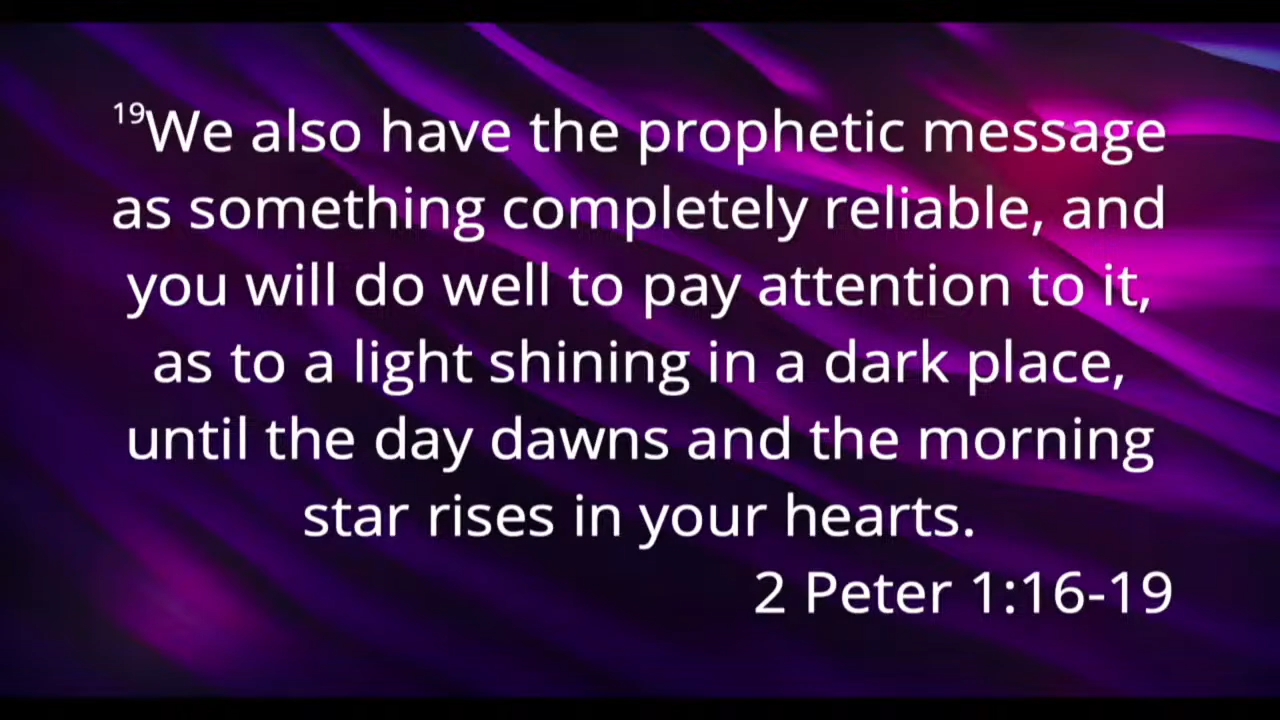 ¹⁹We also have the prophetic message
as something completely reliable, and
you will do well to pay attention to it,
as to a light shining in a dark place,
until the day dawns and the morning
star rises in your hearts.
2 Peter 1:16-19